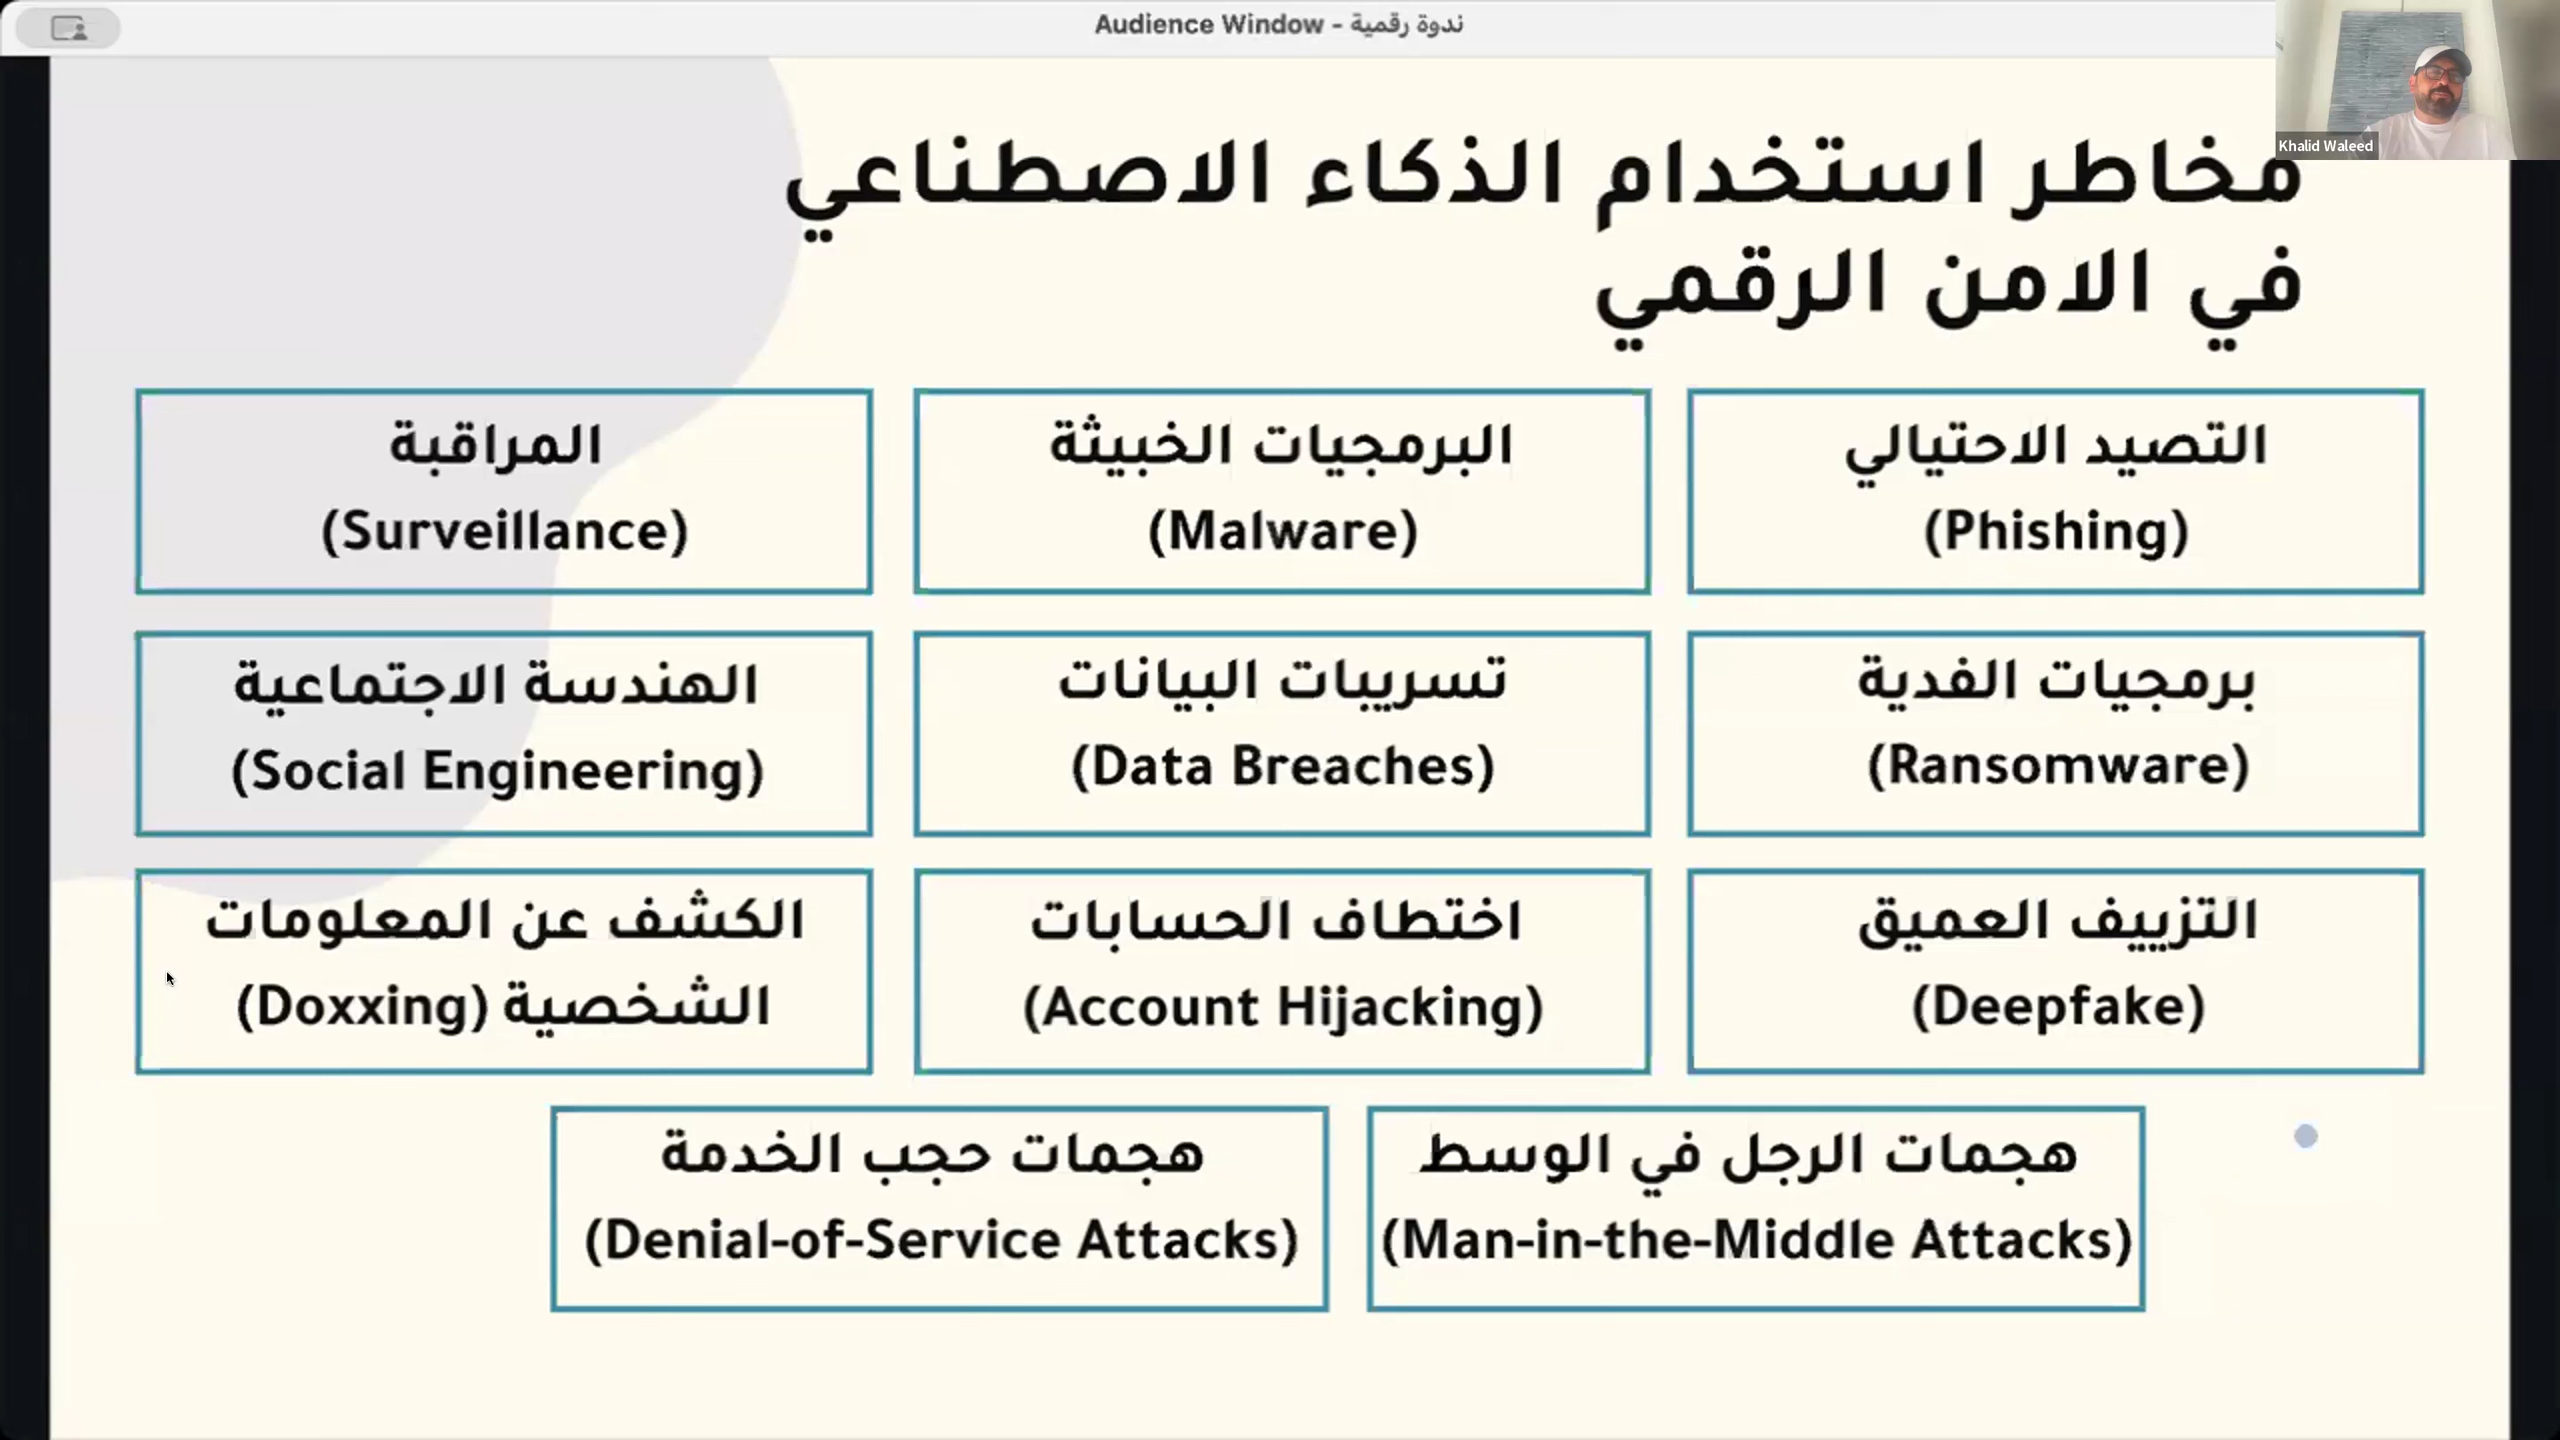 Audience Window - ندوة رقمية
Khalid Waleed
مخاطر استخدام الذكاء الاصطناعي
في الامن الرقمي
التصيد الاحتيالي
(Phishing)
البرمجيات الخبيثة
(Malware)
المراقبة
(Surveillance)
برمجيات الفدية
(Ransomware)
تسريبات البيانات
(Data Breaches)
الهندسة الاجتماعية
(Social Engineering)
التزييف العميق
(Deepfake)
اختطاف الحسابات
(Account Hijacking)
الكشف عن المعلومات
الشخصية (Doxxing)
هجمات الرجل في الوسط
(Man-in-the-Middle Attacks)
هجمات حجب الخدمة
(Denial-of-Service Attacks)